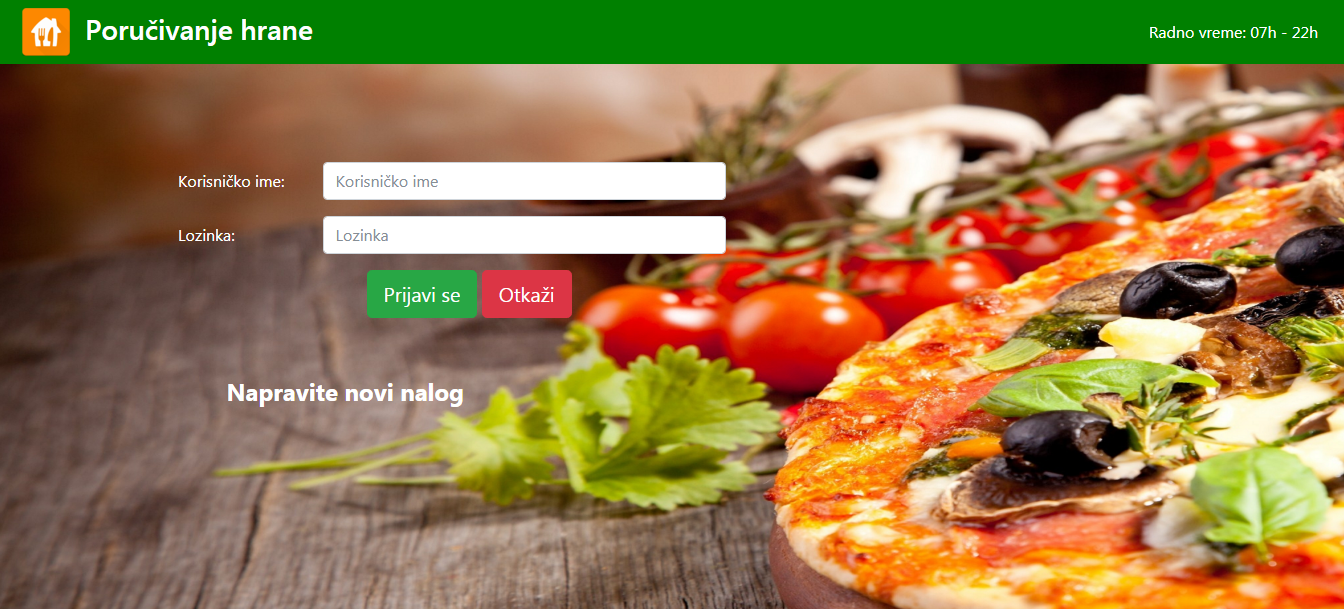 Poručivanje hrane
Radno vreme: 07h - 22h
Korisničko ime:
Korisničko ime
Lozinka:
Lozinka
Prijavi se
Otkaži
Napravite novi nalog